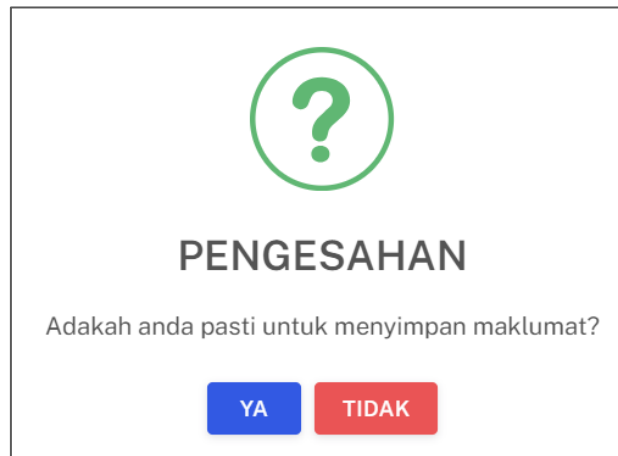 PENGESAHAN
Adakah anda pasti untuk menyimpan maklumat?
YA
TIDAK